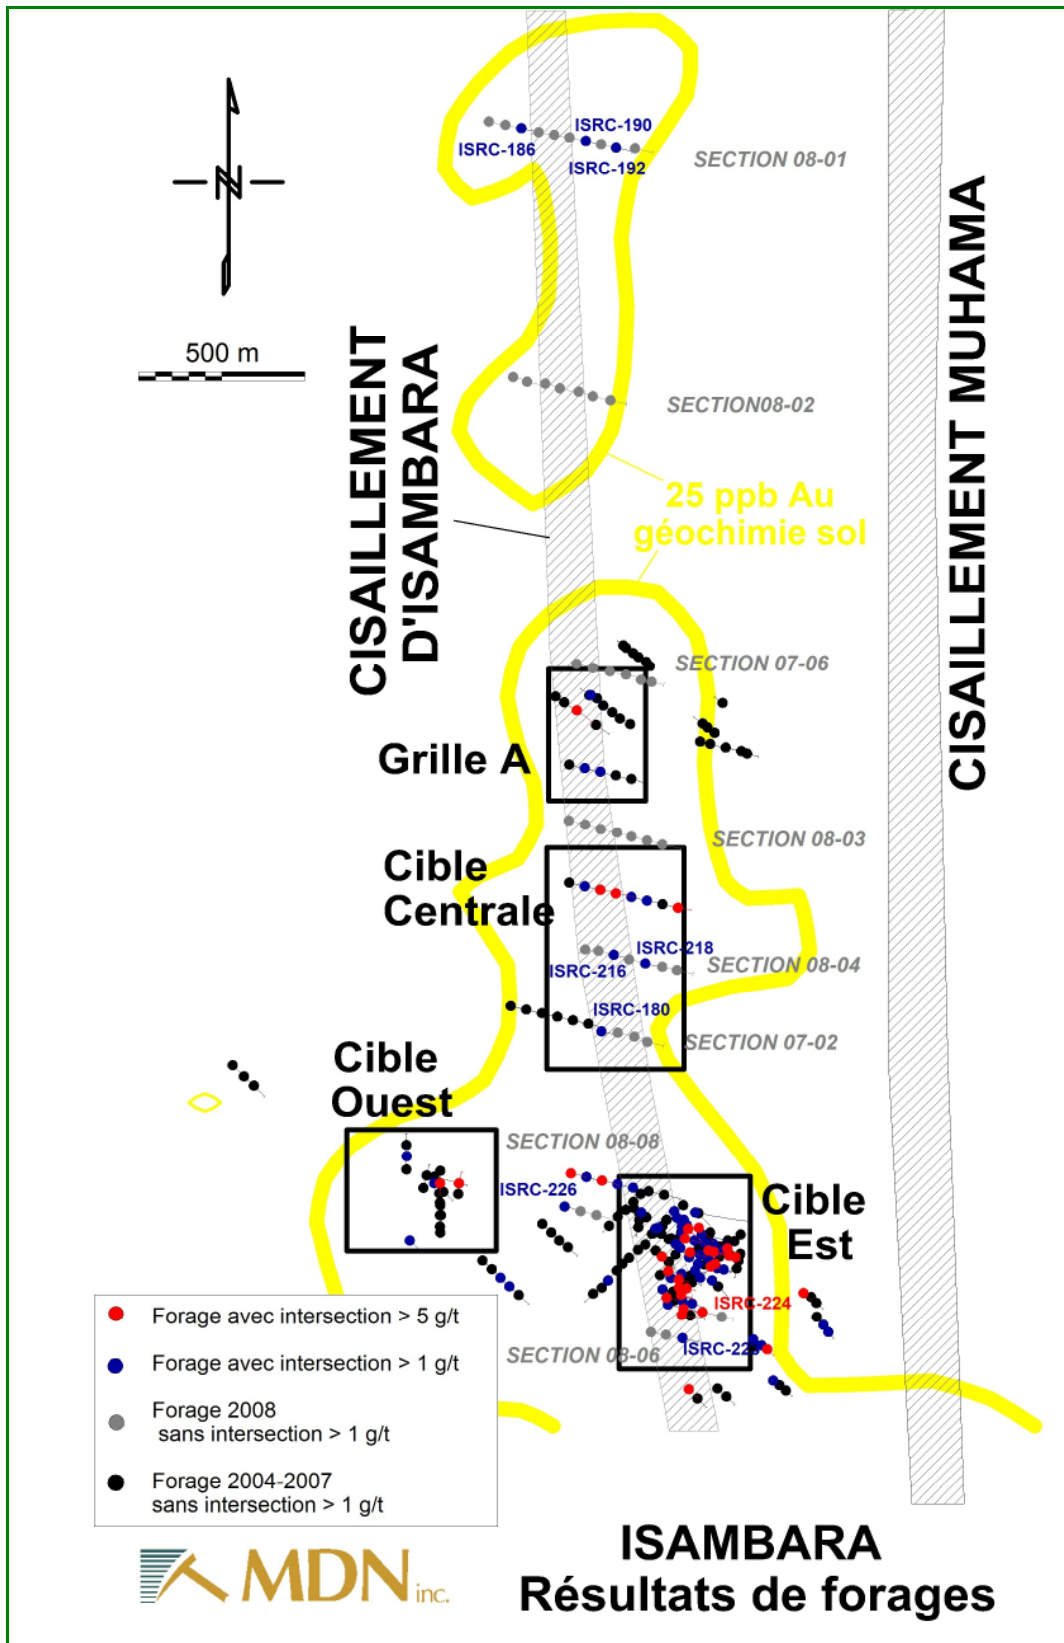 ISRC-190
ISRC-186
ISRC-192
SECTION 08-01
N
500 m
CISAILLEMENT
D'ISAMBARA
CISAILLEMENT MUHAMA
SECTION08-02
25 ppb Au
géochimie sol
SECTION 07-06
Grille A
SECTION 08-03
Cible
Centrale
ISRC-218
ISRC-216
SECTION 08-04
ISRC-180
SECTION 07-02
Cible
Ouest
SECTION 08-08
ISRC-226
Cible
Est
ISRC-224
SECTION 08-06
Forage avec intersection > 5 g/t
Forage avec intersection > 1 g/t
Forage 2008
sans intersection > 1 g/t
Forage 2004-2007
sans intersection > 1 g/t
MDN inc.
ISAMBARA
Résultats de forages